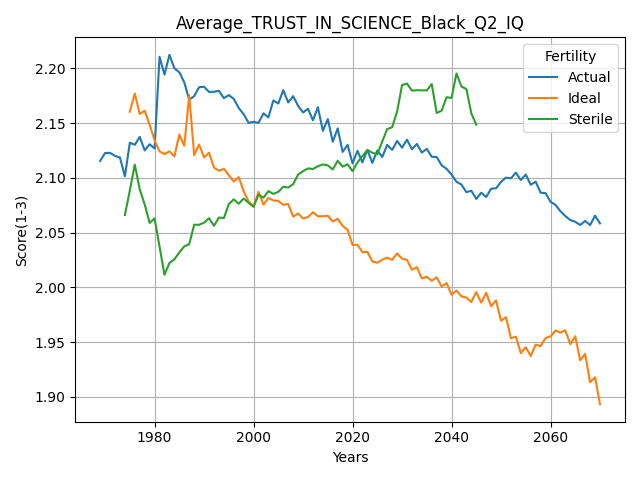 Average_TRUST_IN_SCIENCE_Black_Q2_IQ
Fertility
Actual
Ideal
Sterile
Score(1-3)
2.20
2.15
2.10
2.05
2.00
1.95
1.90
1980
2000
2020
2040
2060
Years